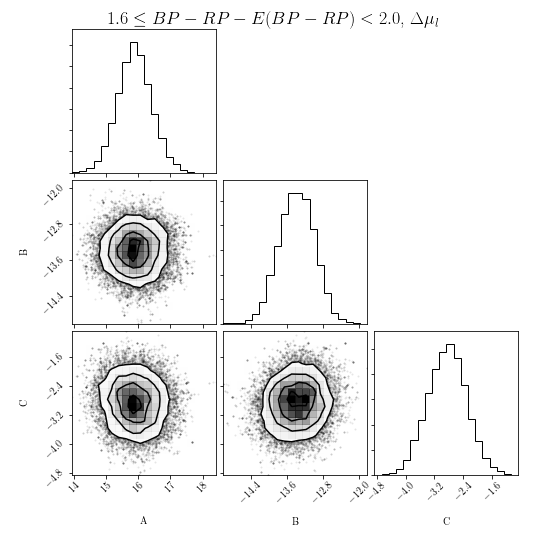 1.6 ≤ BP − RP − E(BP − RP) < 2.0, Δμ_l
−12.0
−12.8
−13.6
−14.4
B
−1.6
−2.4
−3.2
−4.0
−4.8
C
14 15 16 17 18
−14.4 −13.6 −12.8 −12.0
−4.8 −4.0 −3.2 −2.4 −1.6
A B C